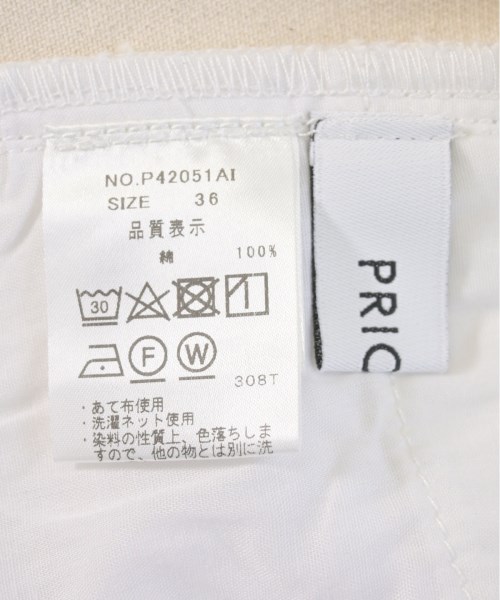 NO.P42051AI
SIZE 36
品質表示
綿 100%
30
F W
308T
・あて布使用
・洗濯ネット使用
・染料の性質上、色落ちしま
すので、他の物とは別に洗
PRIC